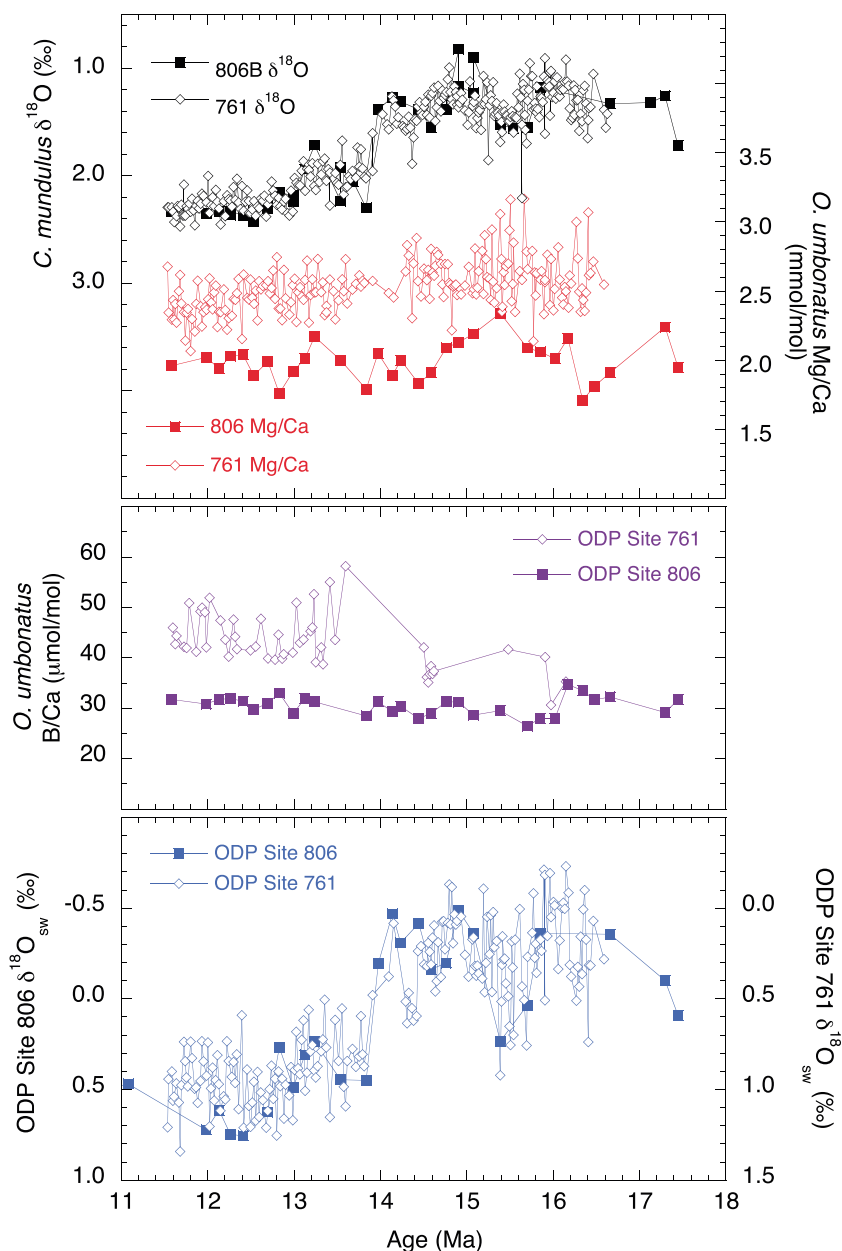 806B δ18O
761 δ18O
C. mundulus δ18O (‰)
1.0
2.0
3.0
3.5
3.0
2.5
2.0
1.5
O. umbonatus Mg/Ca
(mmol/mol)
806 Mg/Ca
761 Mg/Ca
O. umbonatus
B/Ca (μmol/mol)
60
50
40
30
20
ODP Site 761
ODP Site 806
ODP Site 806
ODP Site 761
ODP Site 806 δ18Osw (‰)
-0.5
0.0
0.5
1.0
0.0
0.5
1.0
1.5
ODP Site 761 δ18Osw (‰)
11 12 13 14 15 16 17 18
Age (Ma)